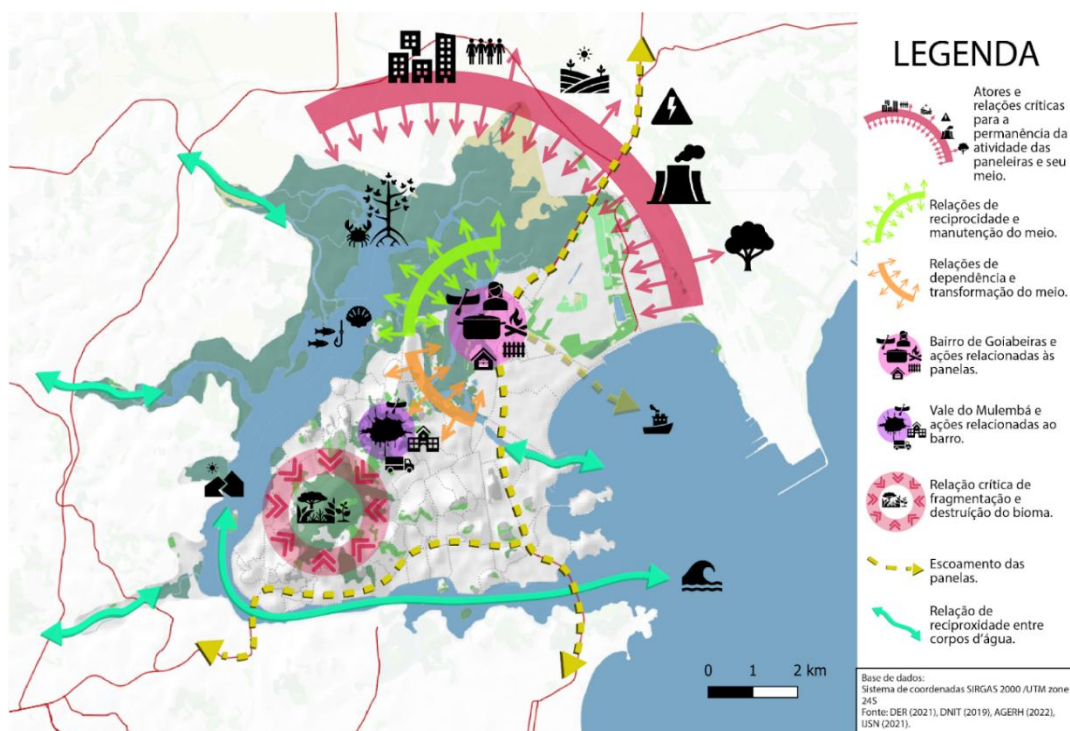 LEGENDA
Atores e
relações críticas
para a
permanência da
atividade das
paneleiras e seu
meio.
Relações de
reciprocidade e
manutenção do meio.
Relações de
dependência e
transformação do meio.
Bairro de Goiabeiras e
ações relacionadas às
panelas.
Vale do Mulembá e
ações relacionadas ao
barro.
Relação crítica de
fragmentação e
destruição do bioma.
Escoamento das
panelas.
Relação de
reciproxidade entre
corpos d'água.
0 1 2 km
Base de dados:
Sistema de coordenadas SIRGAS 2000 /UTM zone
24S
Fonte: DER (2021), DNIT (2019), AGERH (2022),
IJSN (2021).